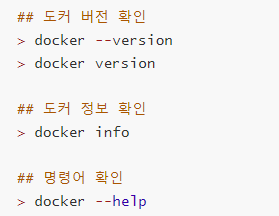 ## 도커 버전 확인
> docker --version
> docker version
## 도커 정보 확인
> docker info
## 명령어 확인
> docker --help